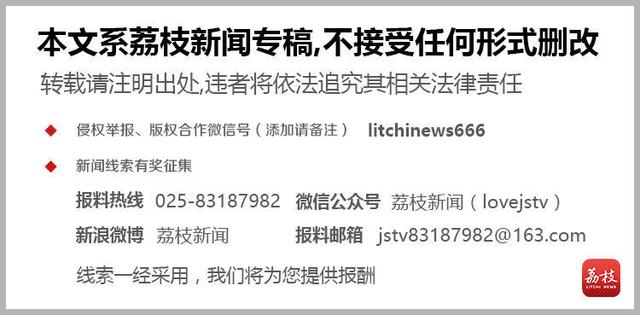 本文系荔枝新闻专稿,不接受任何形式删改
转载请注明出处,违者将依法追究其相关法律责任
侵权举报、版权合作微信号(添加请备注) litchinews666
新闻线索有奖征集
报料热线 025-83187982 微信公众号 荔枝新闻(lovejstv)
新浪微博 荔枝新闻 报料邮箱 jstv83187982@163.com
线索一经采用,我们将为您提供报酬
荔枝
LITCHI NEWS